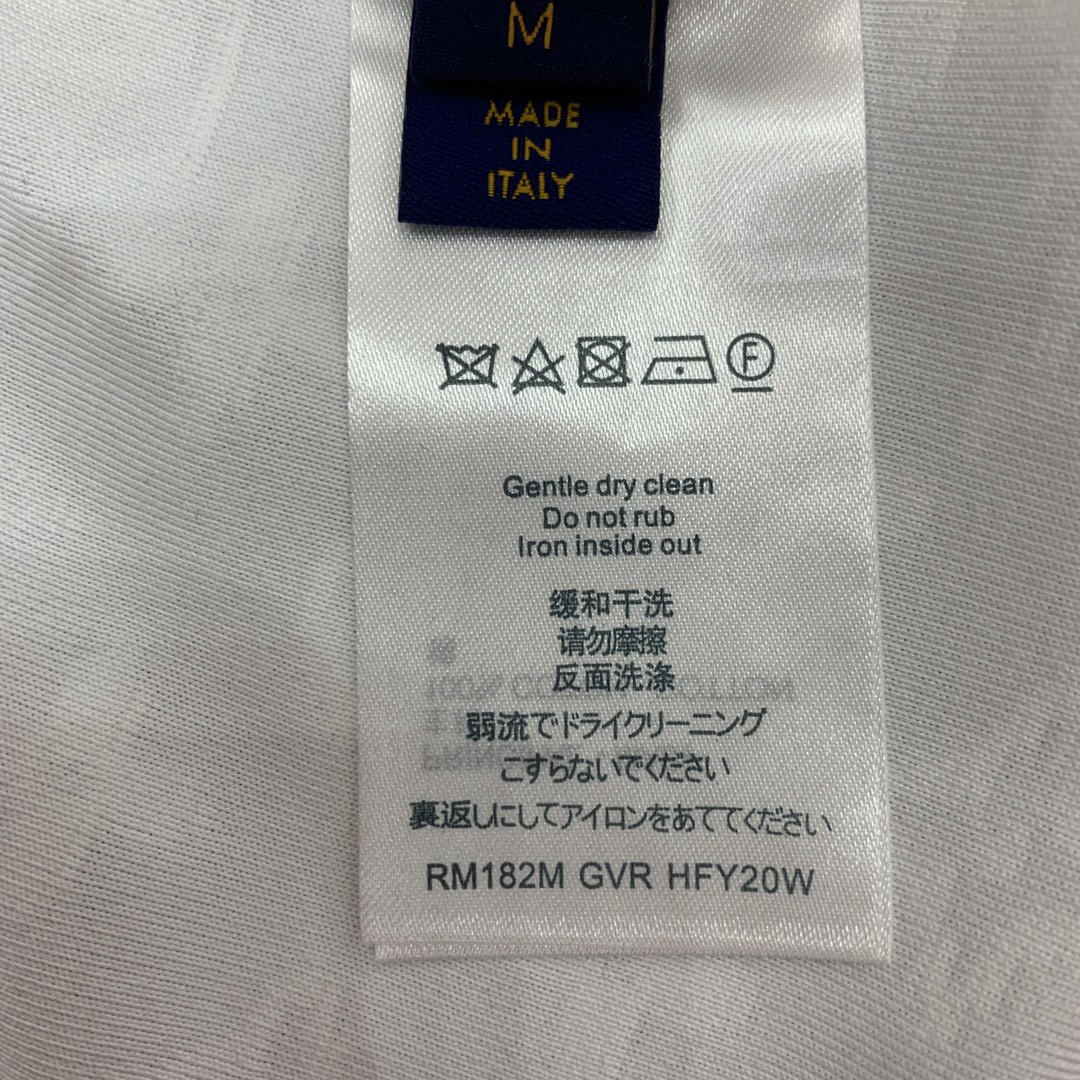 M
MADE
IN
ITALY
F
Gentle dry clean
Do not rub
Iron inside out
缓和干洗
请勿摩擦
反面洗涤
弱流でドライクリーニング
こすらないでください
裏返しにしてアイロンをあててください
RM182M GVR HFY20W